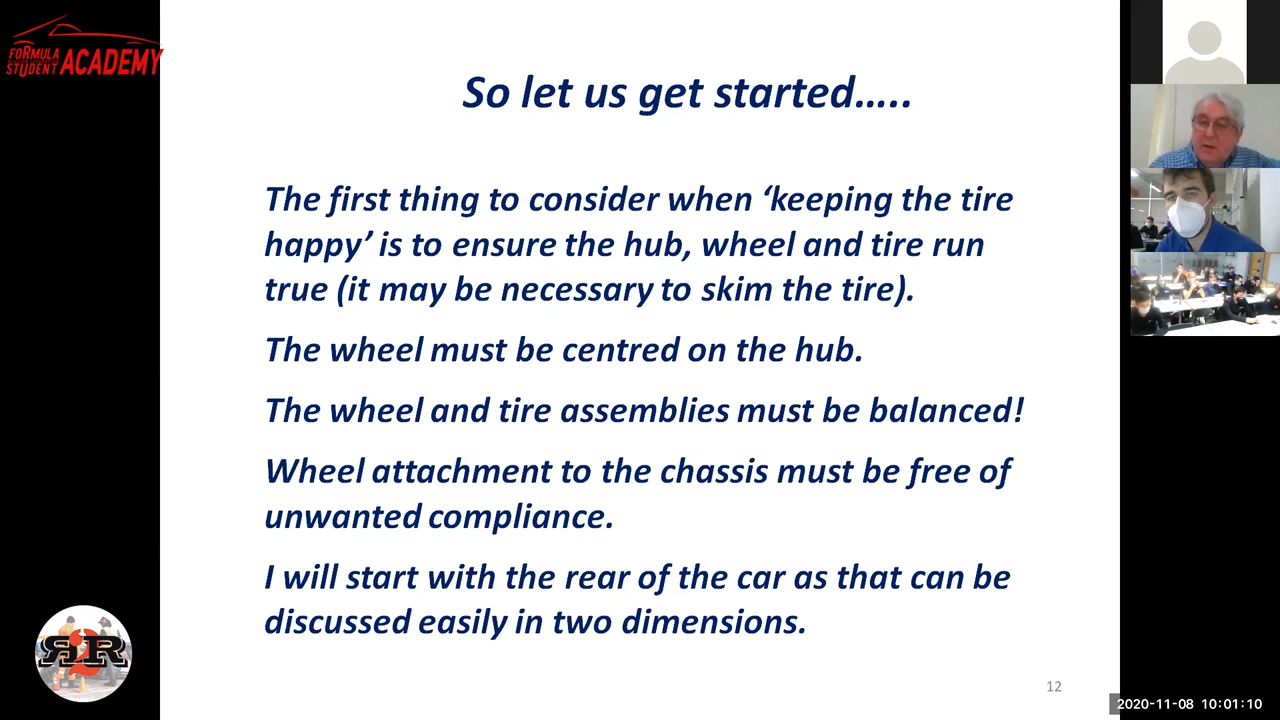 FORMULA
STUDENT ACADEMY
So let us get started…..
The first thing to consider when ‘keeping the tire
happy’ is to ensure the hub, wheel and tire run
true (it may be necessary to skim the tire).
The wheel must be centred on the hub.
The wheel and tire assemblies must be balanced!
Wheel attachment to the chassis must be free of
unwanted compliance.
I will start with the rear of the car as that can be
discussed easily in two dimensions.
R2R
12
2020-11-08 10:01:10